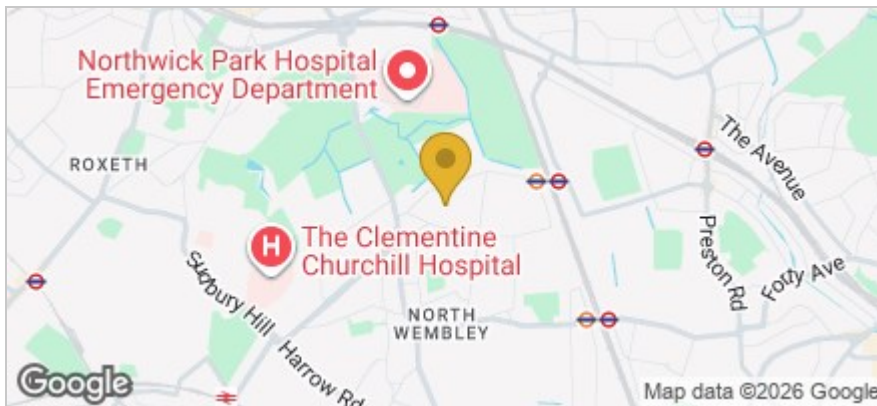 Northwick Park Hospital
Emergency Department
ROXETH
The Avenue
H
The Clementine
Churchill Hospital
Sudbury Hill
Preston Rd
Forty Ave
NORTH
WEMBLEY
Harrow Rd
Google
Map data ©2026 Google